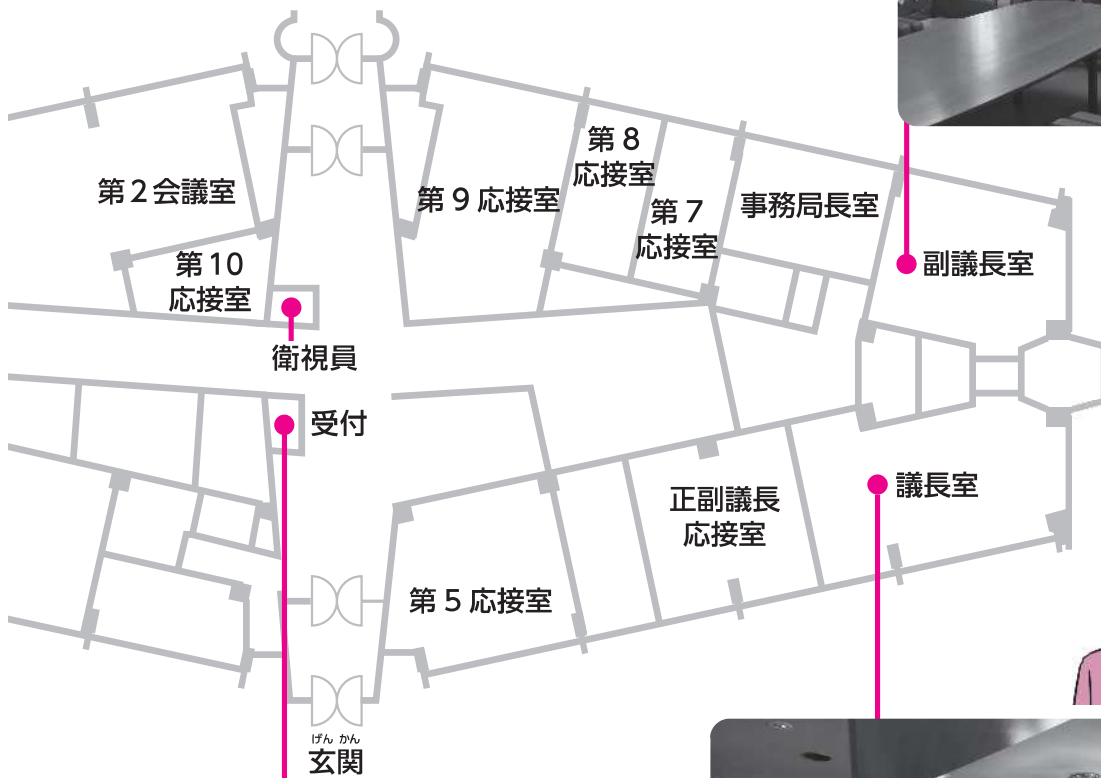 第8
応接室
第2会議室
第9応接室
事務局長室
第7
応接室
第10
応接室
副議長室
衛視員
受付
議長室
正副議長
応接室
第5応接室
げんかん
玄関